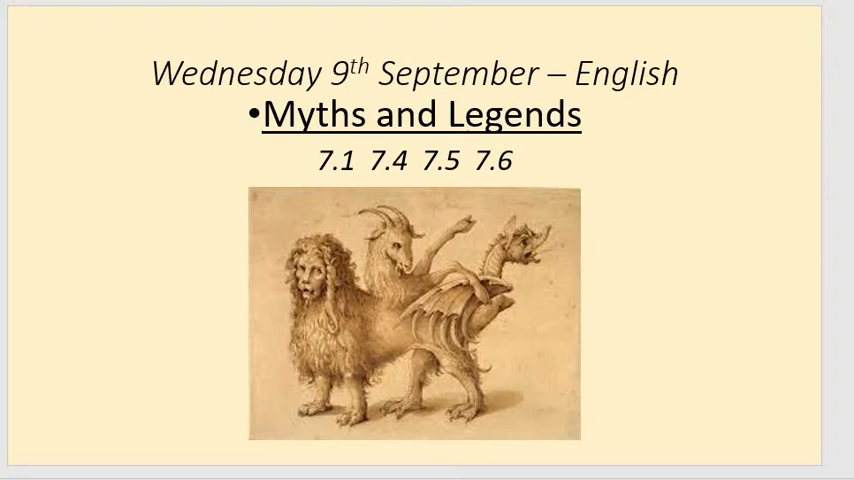 Wednesday 9th September – English
•Myths and Legends
7.1 7.4 7.5 7.6